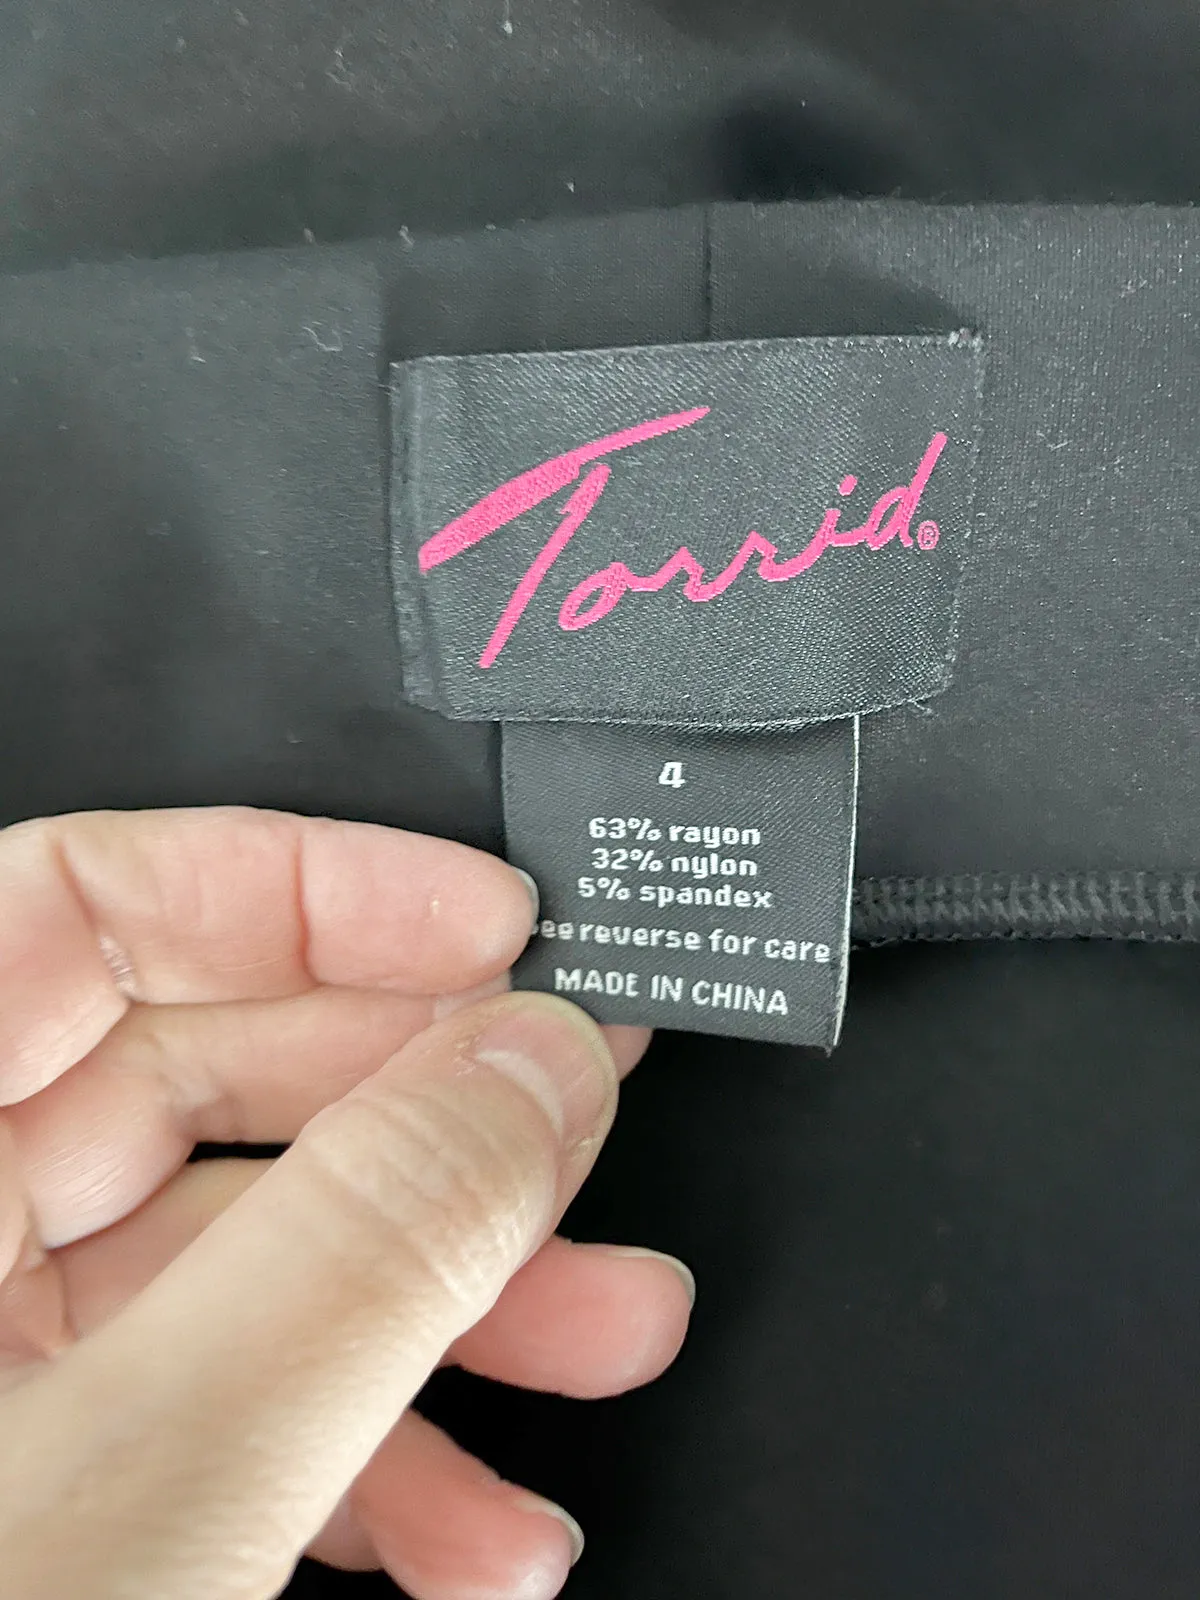 Torrid®
4
63% rayon
32% nylon
5% spandex
reverse for care
MADE IN CHINA